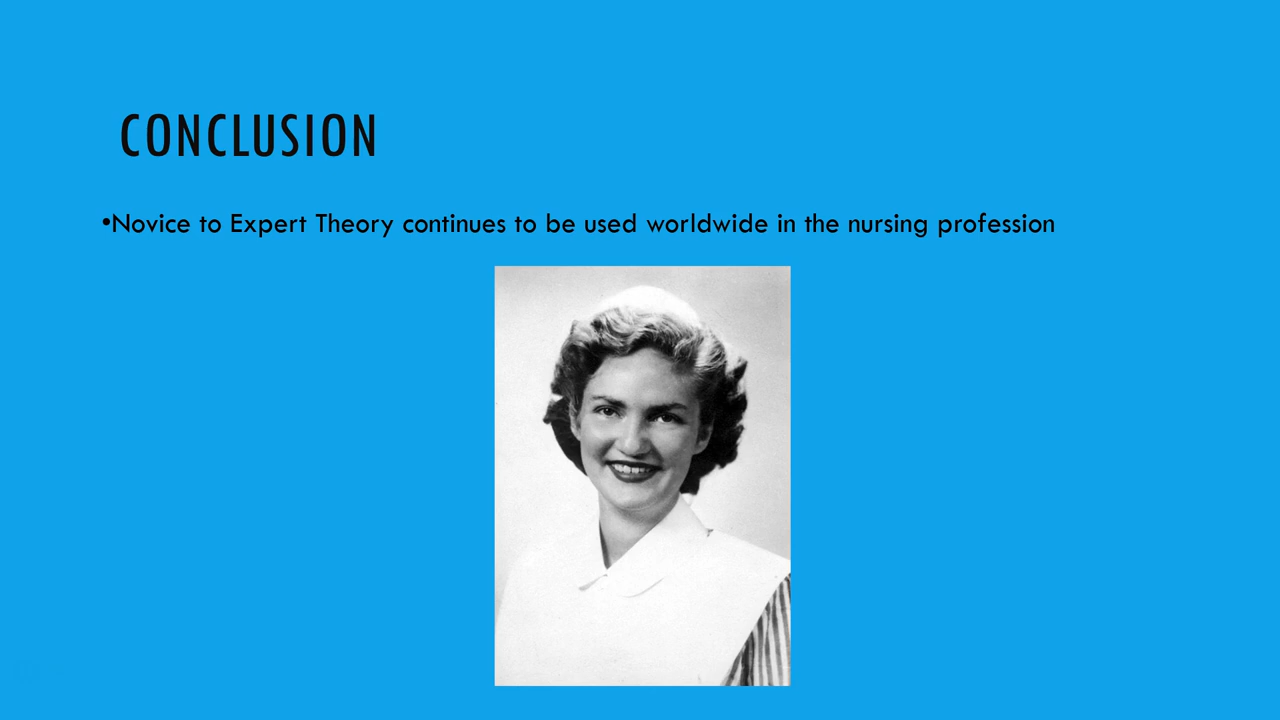 CONCLUSION
•Novice to Expert Theory continues to be used worldwide in the nursing profession